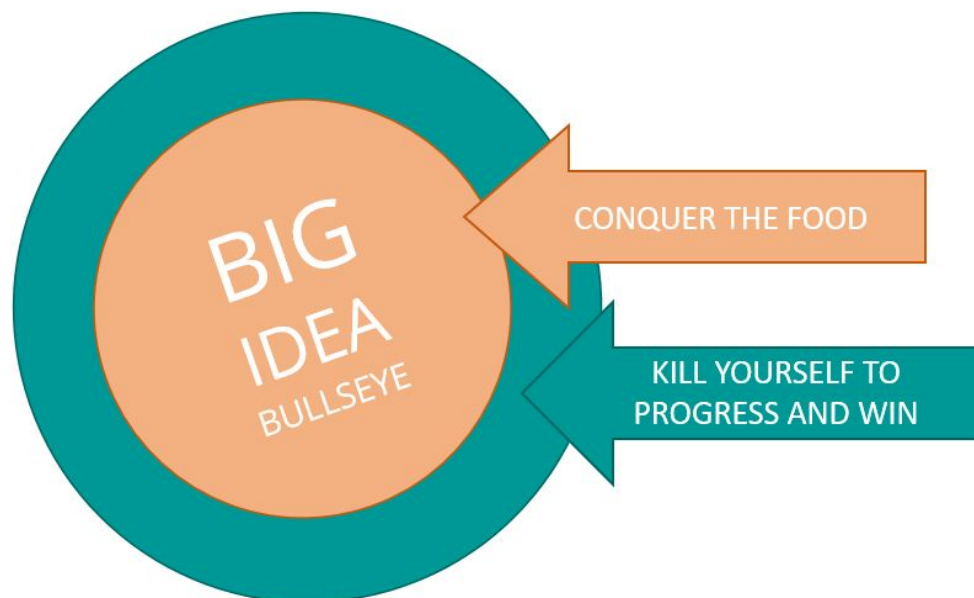 BIG
IDEA
BULLSEYE
CONQUER THE FOOD
KILL YOURSELF TO
PROGRESS AND WIN